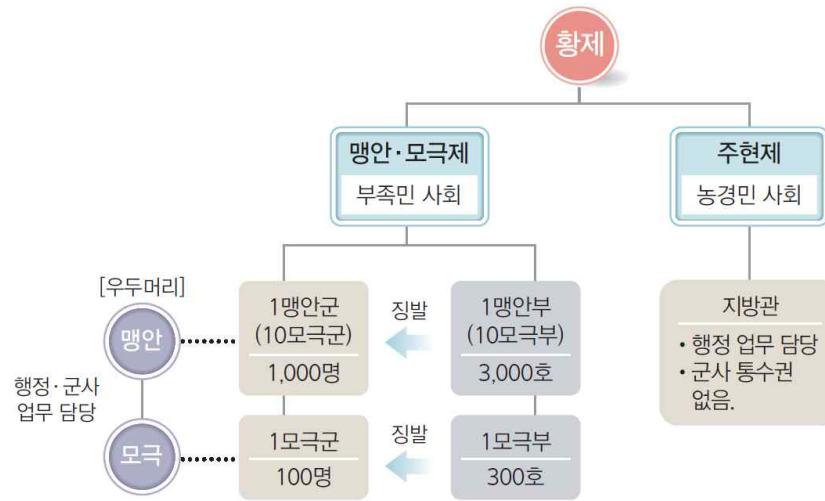 황제
맹안·모극제
부족민 사회
주현제
농경민 사회
[우두머리]
맹안
행정·군사
업무 담당
모극
1맹안군
(10모극군)
1,000명
징발
1맹안부
(10모극부)
3,000호
1모극군
100명
징발
1모극부
300호
지방관
• 행정 업무 담당
• 군사 통수권
없음.